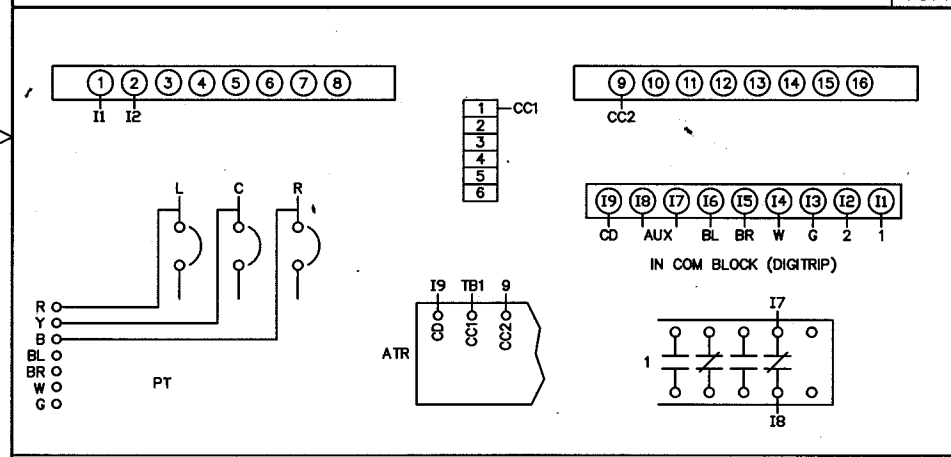 1 2 3 4 5 6 7 8
I1 I2
9 10 11 12 13 14 15 16
CC2
1 CC1
2
3
4
5
6
I9 I8 I7 I6 I5 I4 I3 I2 I1
CD AUX BL BR W G 2 1
IN COM BLOCK (DIGITRIP)
L C R
R
Y
B
BL
BR
W
G
PT
I9 TB1 9
CD CC1 CC2
ATR
I7
1
I8